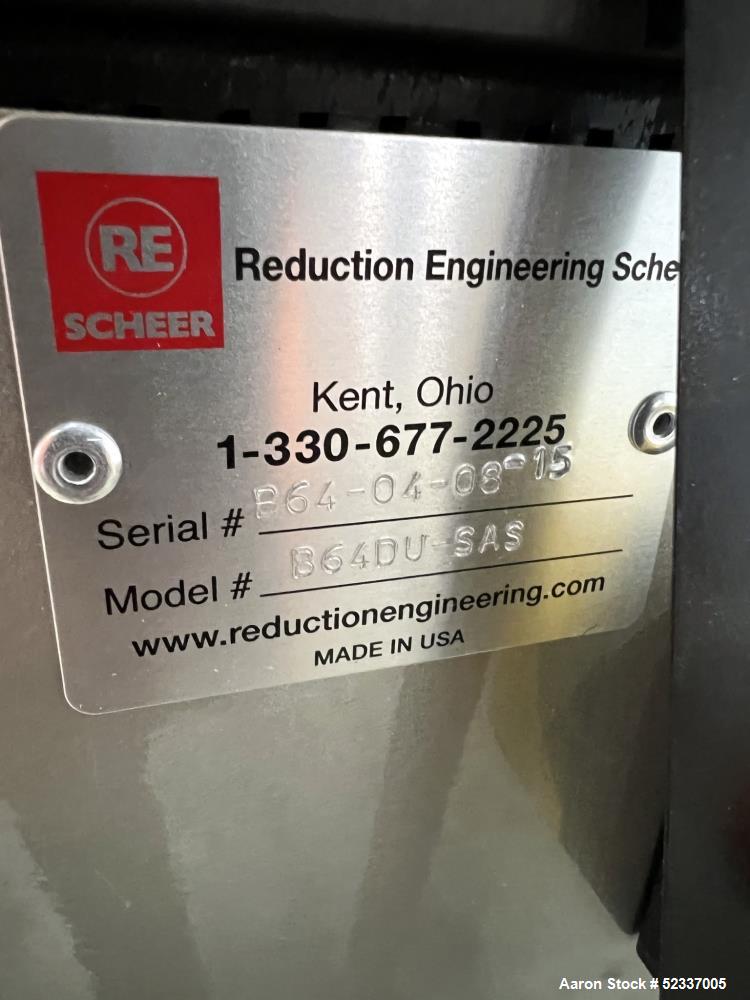 RE
SCHEER
Reduction Engineering Sche
Kent, Ohio
1-330-677-2225
Serial # B64-04-08-15
Model # B64DU-SAS
www.reductionengineering.com
MADE IN USA
Aaron Stock # 52337005